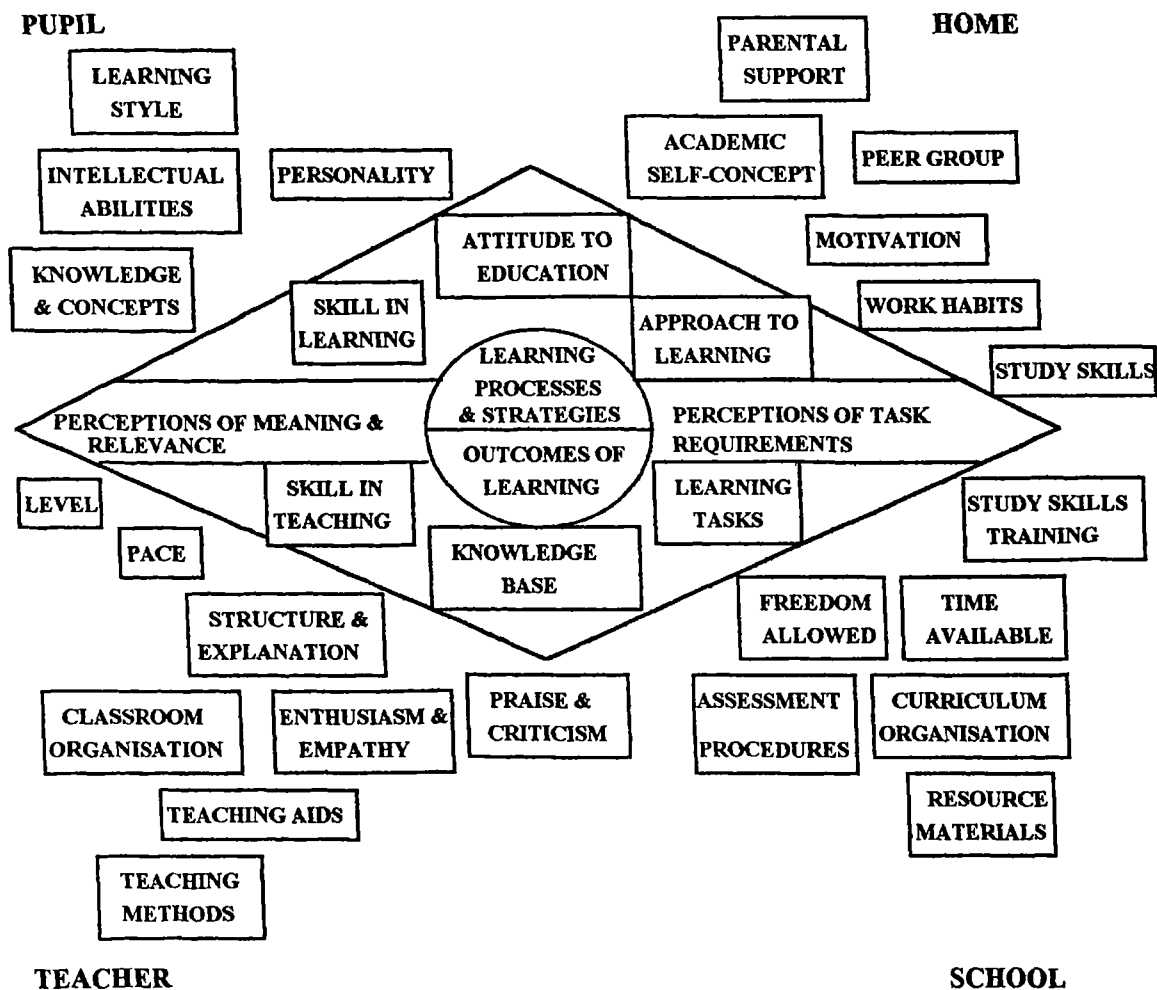 PUPIL
HOME
LEARNING
STYLE
PARENTAL
SUPPORT
INTELLECTUAL
ABILITIES
PERSONALITY
ACADEMIC
SELF-CONCEPT
PEER GROUP
KNOWLEDGE
& CONCEPTS
ATTITUDE TO
EDUCATION
MOTIVATION
SKILL IN
LEARNING
APPROACH TO
LEARNING
WORK HABITS
STUDY SKILLS
LEARNING
PROCESSES
& STRATEGIES
PERCEPTIONS OF MEANING &
RELEVANCE
PERCEPTIONS OF TASK
REQUIREMENTS
OUTCOMES OF
LEARNING
LEVEL
SKILL IN
TEACHING
LEARNING
TASKS
STUDY SKILLS
TRAINING
PACE
KNOWLEDGE
BASE
STRUCTURE &
EXPLANATION
FREEDOM
ALLOWED
TIME
AVAILABLE
CLASSROOM
ORGANISATION
ENTHUSIASM &
EMPATHY
PRAISE &
CRITICISM
ASSESSMENT
PROCEDURES
CURRICULUM
ORGANISATION
TEACHING AIDS
RESOURCE
MATERIALS
TEACHING
METHODS
TEACHER
SCHOOL